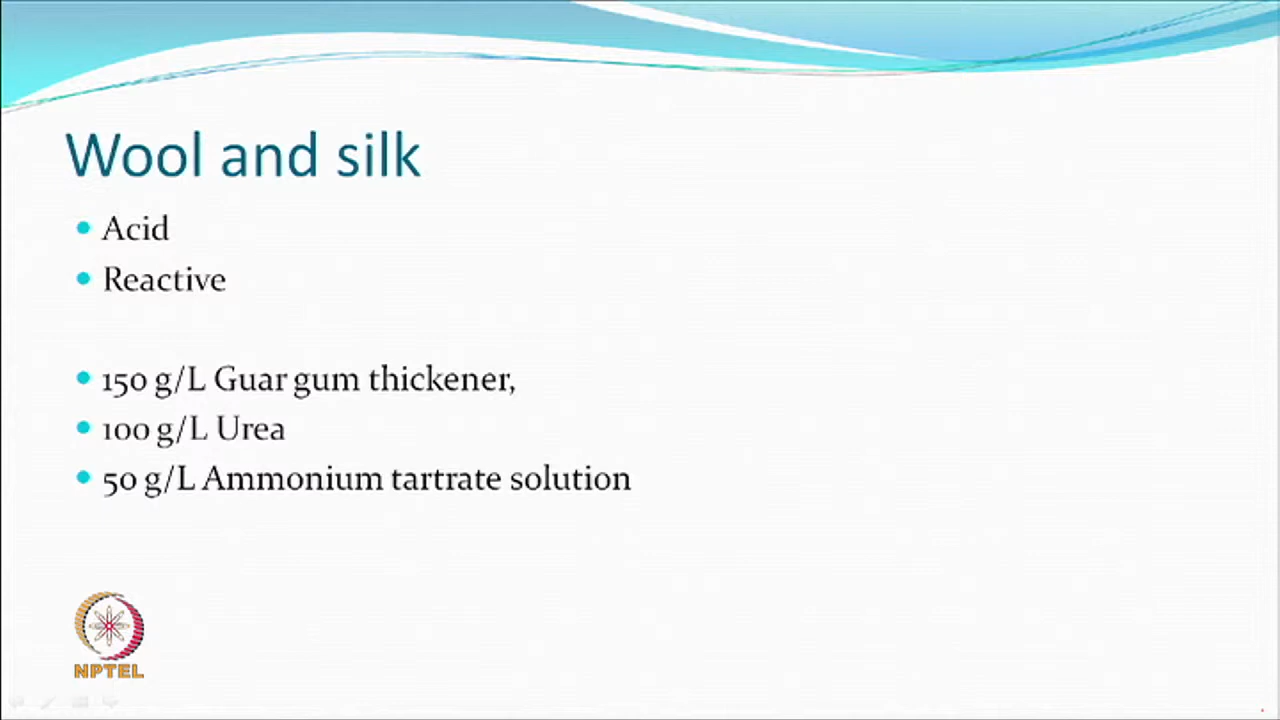 Wool and silk
Acid
Reactive
150 g/L Guar gum thickener,
100 g/L Urea
50 g/L Ammonium tartrate solution
NPTEL